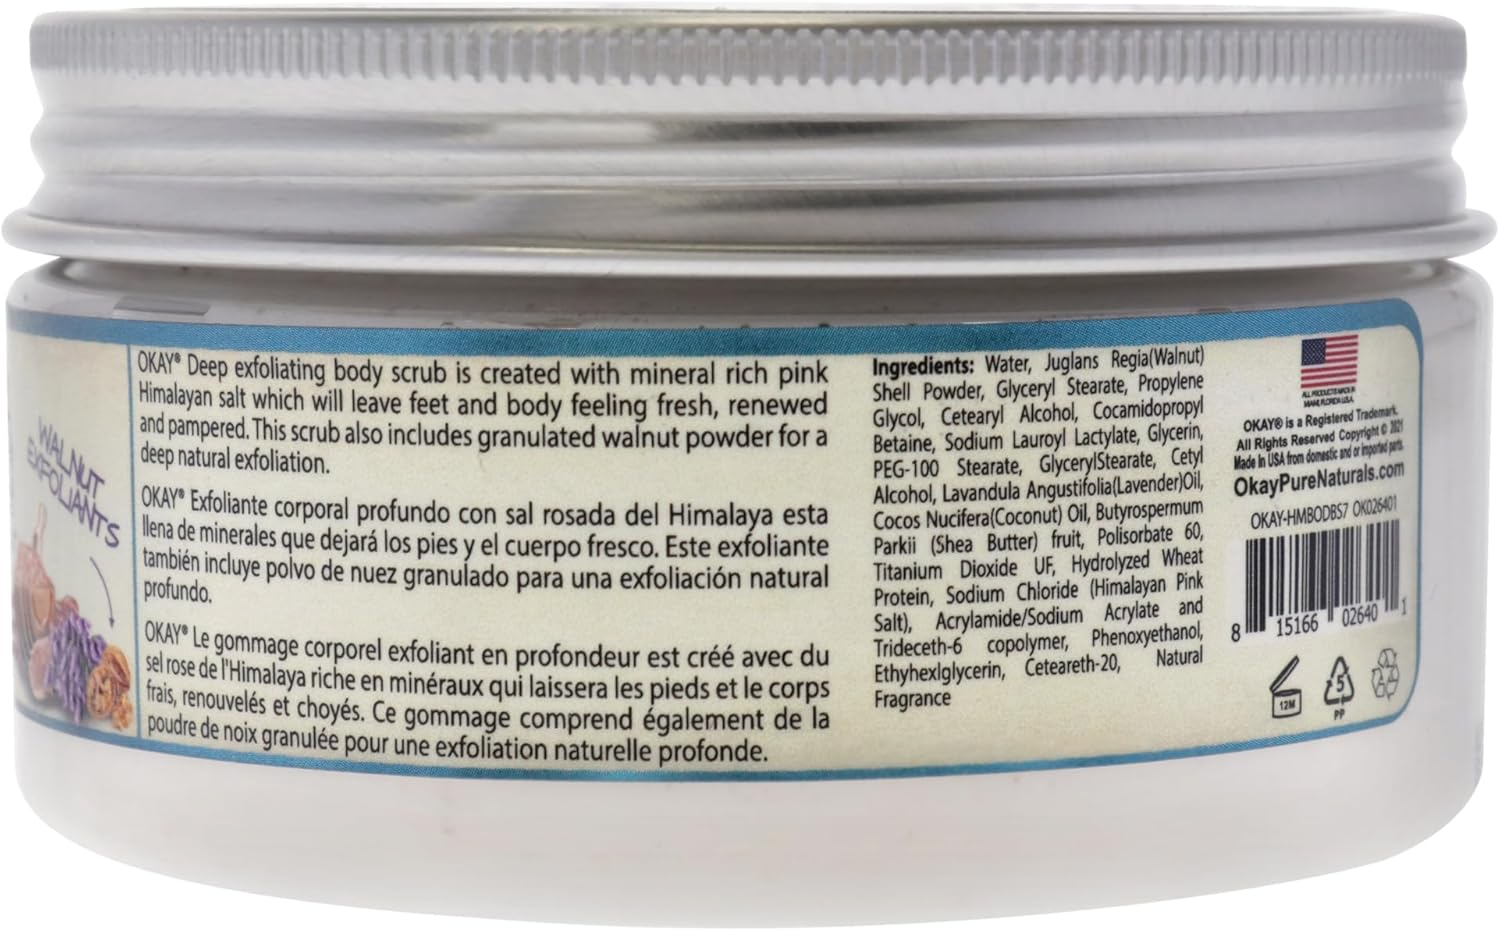 WALNUT
EXFOLIANTS
OKAY® Deep exfoliating body scrub is created with mineral rich pink
Himalayan salt which will leave feet and body feeling fresh, renewed
and pampered. This scrub also includes granulated walnut powder for a
deep natural exfoliation.
OKAY® Exfoliante corporal profundo con sal rosada del Himalaya esta
llena de minerales que dejará los pies y el cuerpo fresco. Este exfoliante
también incluye polvo de nuez granulado para una exfoliación natural
profundo.
OKAY® Le gommage corporel exfoliant en profondeur est créé avec du
sel rose de l'Himalaya riche en minéraux qui laissera les pieds et le corps
frais, renouvelés et choyés. Ce gommage comprend également de la
poudre de noix granulée pour une exfoliation naturelle profonde.
Ingredients: Water, Juglans Regia(Walnut)
Shell Powder, Glyceryl Stearate, Propylene
Glycol, Cetearyl Alcohol, Cocamidopropyl
Betaine, Sodium Lauroyl Lactylate, Glycerin,
PEG-100 Stearate, GlycerylStearate, Cetyl
Alcohol, Lavandula Angustifolia(Lavender)Oil,
Cocos Nucifera(Coconut) Oil, Butyrospermum
Parkii (Shea Butter) fruit, Polisorbate 60,
Titanium Dioxide UF, Hydrolyzed Wheat
Protein, Sodium Chloride (Himalayan Pink
Salt), Acrylamide/Sodium Acrylate and
Trideceth-6 copolymer, Phenoxyethanol,
Ethyhexlglycerin, Ceteareth-20, Natural
Fragrance
ALL PRODUCTS MADE IN
MIAMI, FLORIDA U.S.A.
OKAY® is a Registered Trademark.
All Rights Reserved Copyright © 2021
Made In USA from domestic and or imported parts.
OkayPureNaturals.com
OKAY-HMBODBS7 OK026401
8 15166 02640 1
12M
5
PP